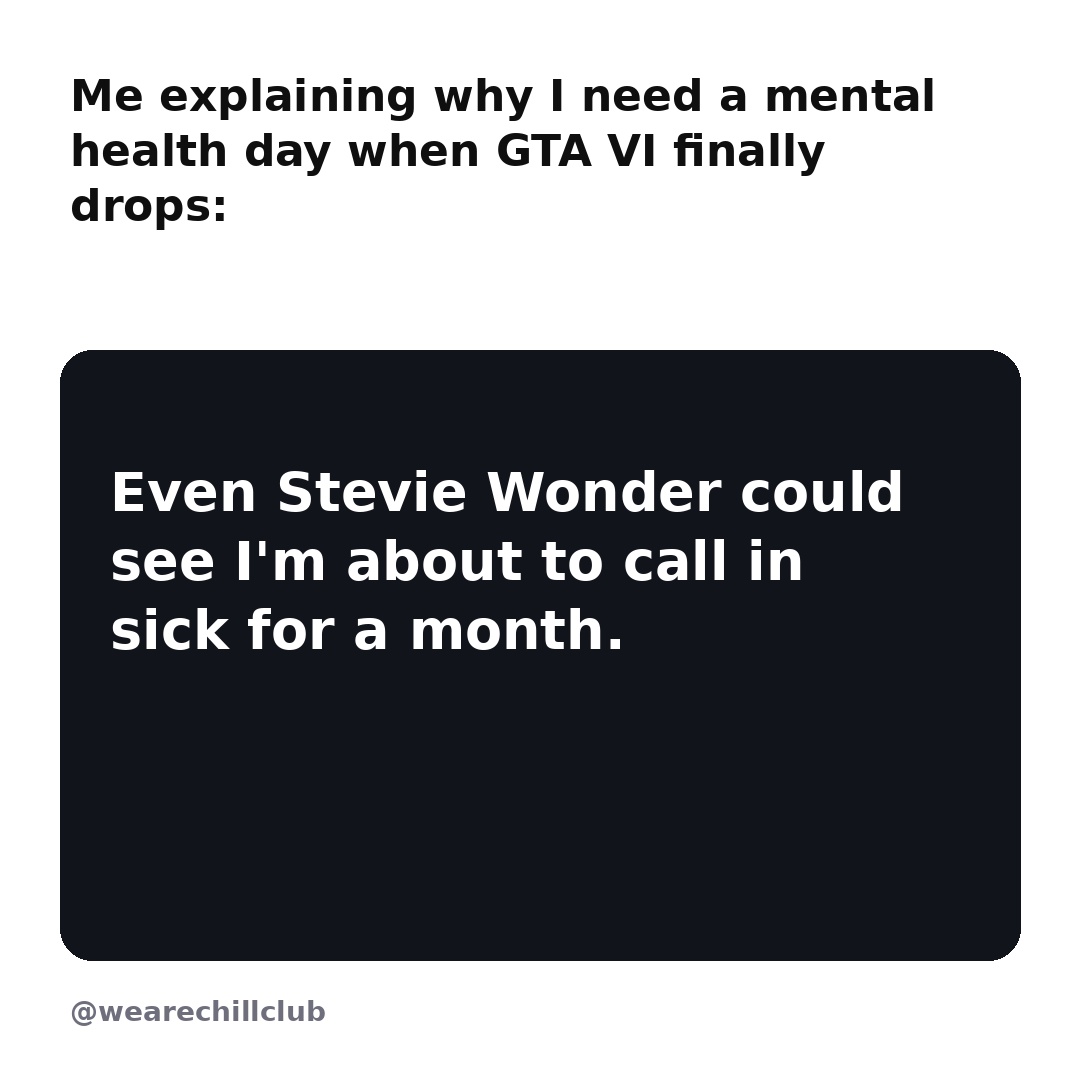 Me explaining why I need a mental
health day when GTA VI finally
drops:
Even Stevie Wonder could
see I'm about to call in
sick for a month.
@wearechillclub